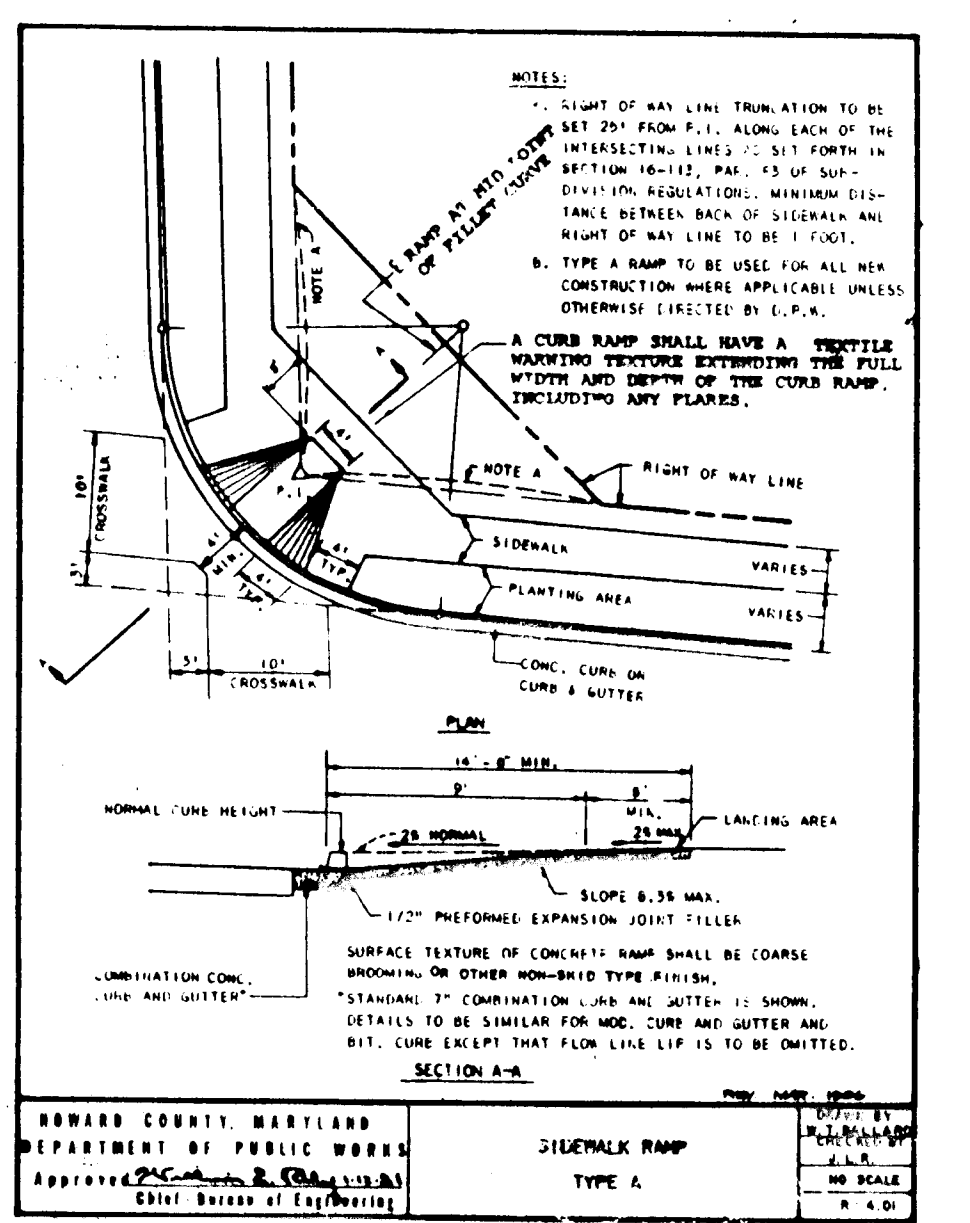 NOTES:
RIGHT OF WAY LINE TRUNCATION TO BE
SET 25' FROM P.I. ALONG EACH OF THE
INTERSECTING LINES AS SET FORTH IN
SECTION 16-113, PAR. F3 OF SUB-
DIVISION REGULATIONS. MINIMUM DIS-
TANCE BETWEEN BACK OF SIDEWALK AND
RIGHT OF WAY LINE TO BE 1 FOOT.
B. TYPE A RAMP TO BE USED FOR ALL NEW
CONSTRUCTION WHERE APPLICABLE UNLESS
OTHERWISE DIRECTED BY D.P.W.
A CURB RAMP SHALL HAVE A TEXTILE
WARNING TEXTURE EXTENDING THE FULL
WIDTH AND DEPTH OF THE CURB RAMP,
INCLUDING ANY FLARES.
RAMP AT MID POINT
OF FILLET CURVE
NOTE A
A
4'
P.I.
NOTE A
RIGHT OF WAY LINE
10'
CROSSWALK
3'
4'
MIN.
4'
TYP.
4'
TYP.
SIDEWALK
PLANTING AREA
VARIES
VARIES
A
3'
10'
CROSSWALK
CONC. CURB OR
CURB & GUTTER
PLAN
MIN.
9'
MIN.
NORMAL CURB HEIGHT
LANDING AREA
2% NORMAL
2% MAX.
SLOPE 8.3% MAX.
1/2" PREFORMED EXPANSION JOINT FILLER
SURFACE TEXTURE OF CONCRETE RAMP SHALL BE COARSE
BROOMING OR OTHER NON-SKID TYPE FINISH.
COMBINATION CONC.
CURB AND GUTTER*
*STANDARD 7" COMBINATION CURB AND GUTTER IS SHOWN.
DETAILS TO BE SIMILAR FOR MOD. CURB AND GUTTER AND
BIT. CURB EXCEPT THAT FLOW LINE LIP IS TO BE OMITTED.
SECTION A-A
REV. MAR.
HOWARD COUNTY, MARYLAND
DEPARTMENT OF PUBLIC WORKS
Approved
Chief Bureau of Engineering
SIDEWALK RAMP
TYPE A
DRAWN BY
W.T.BALLARD
CHECKED BY
J.L.R.
NO SCALE
R 4.01